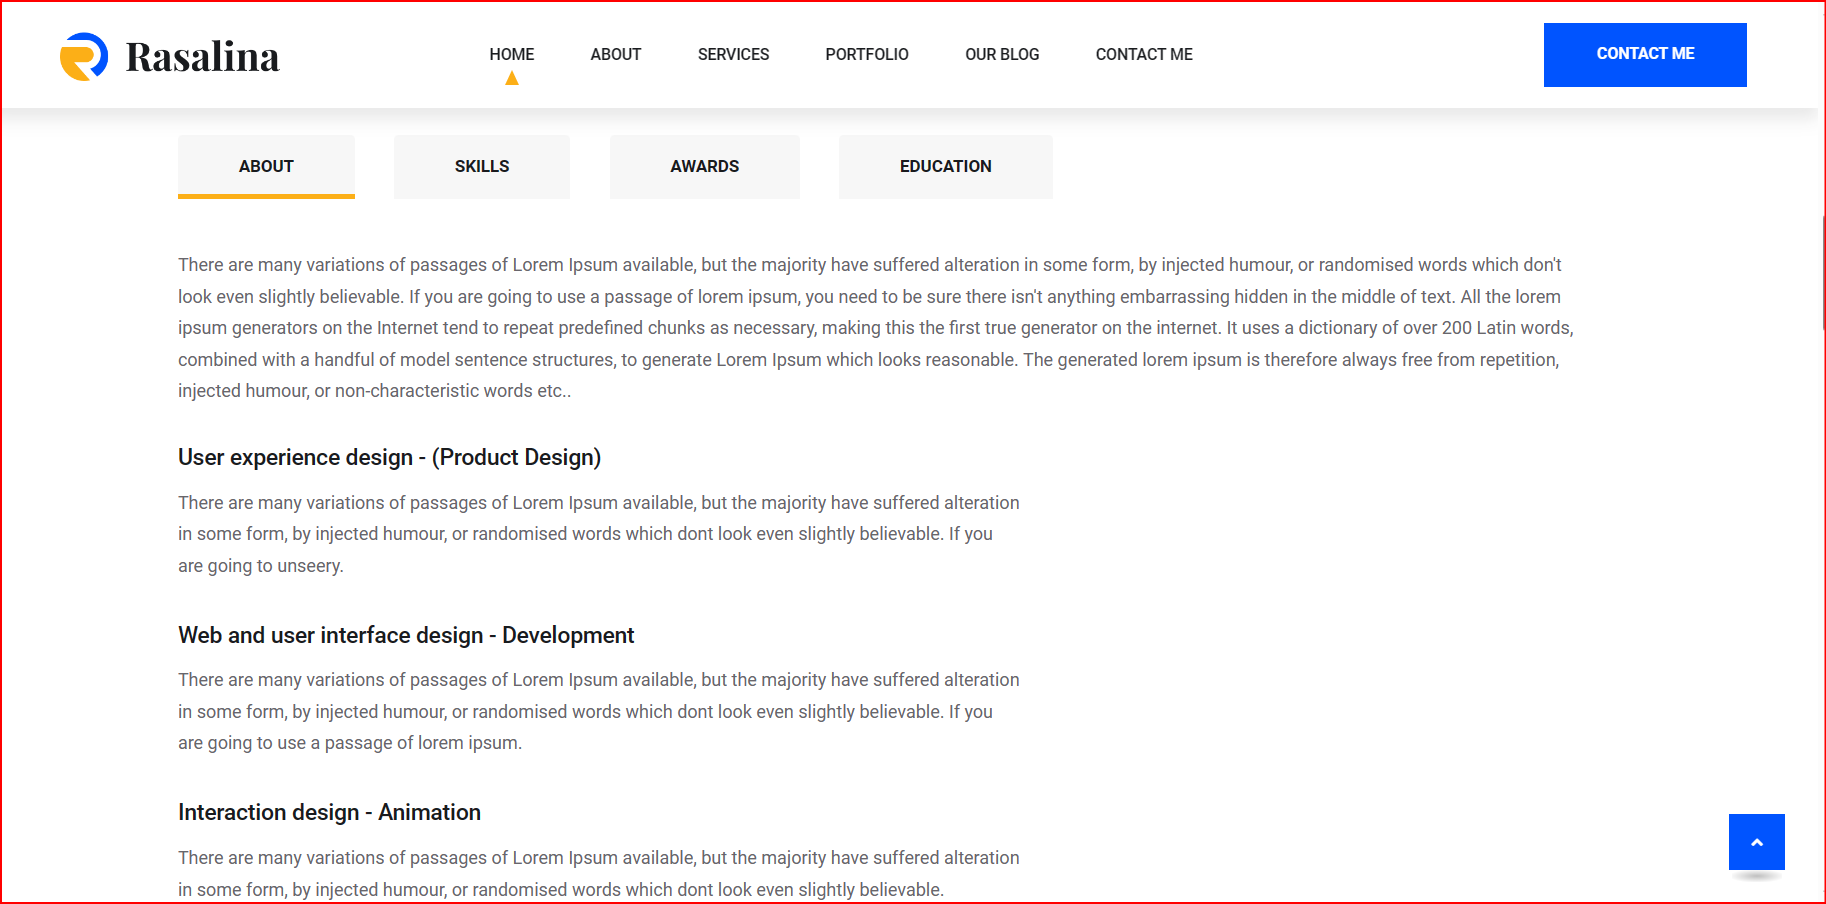 Rasalina
HOME ABOUT SERVICES PORTFOLIO OUR BLOG CONTACT ME
CONTACT ME
ABOUT SKILLS AWARDS EDUCATION
There are many variations of passages of Lorem Ipsum available, but the majority have suffered alteration in some form, by injected humour, or randomised words which don't
look even slightly believable. If you are going to use a passage of lorem ipsum, you need to be sure there isn't anything embarrassing hidden in the middle of text. All the lorem
ipsum generators on the Internet tend to repeat predefined chunks as necessary, making this the first true generator on the internet. It uses a dictionary of over 200 Latin words,
combined with a handful of model sentence structures, to generate Lorem Ipsum which looks reasonable. The generated lorem ipsum is therefore always free from repetition,
injected humour, or non-characteristic words etc..
User experience design - (Product Design)
There are many variations of passages of Lorem Ipsum available, but the majority have suffered alteration
in some form, by injected humour, or randomised words which dont look even slightly believable. If you
are going to unseery.
Web and user interface design - Development
There are many variations of passages of Lorem Ipsum available, but the majority have suffered alteration
in some form, by injected humour, or randomised words which dont look even slightly believable. If you
are going to use a passage of lorem ipsum.
Interaction design - Animation
There are many variations of passages of Lorem Ipsum available, but the majority have suffered alteration
in some form, by injected humour, or randomised words which dont look even slightly believable.